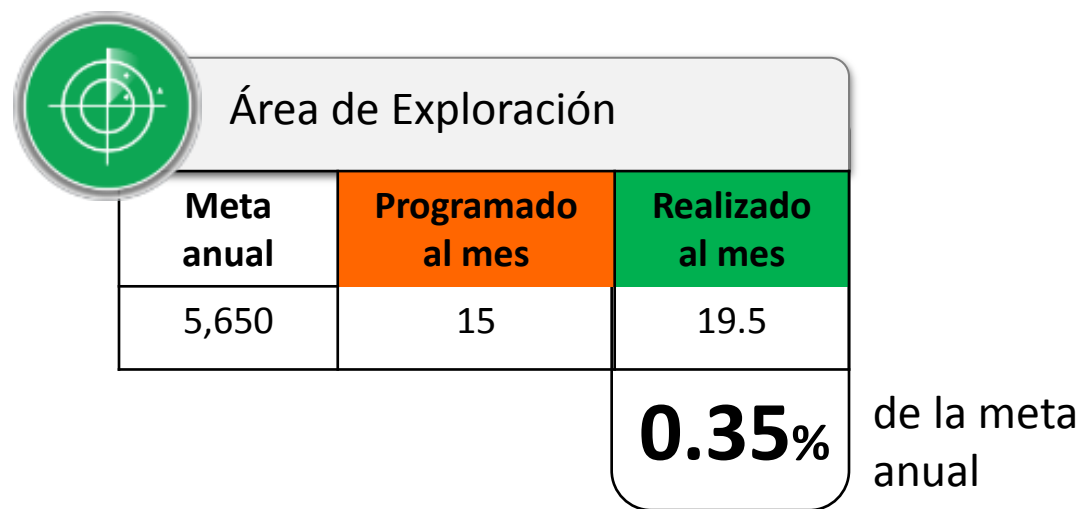 Área de Exploración
Meta anual
Programado al mes
Realizado al mes
5,650
15
19.5
0.35%
de la meta
anual